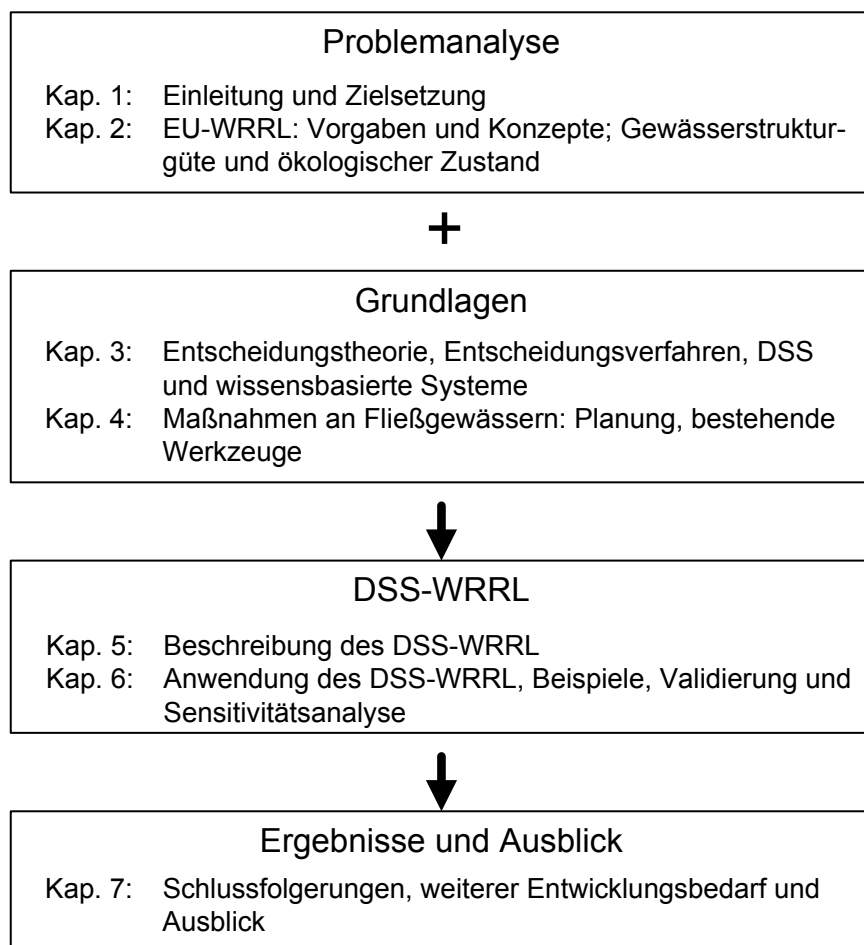 Problemanalyse
Kap. 1: Einleitung und Zielsetzung
Kap. 2: EU-WRRL: Vorgaben und Konzepte; Gewässerstruktur-
güte und ökologischer Zustand
+
Grundlagen
Kap. 3: Entscheidungstheorie, Entscheidungsverfahren, DSS
und wissensbasierte Systeme
Kap. 4: Maßnahmen an Fließgewässern: Planung, bestehende
Werkzeuge
DSS-WRRL
Kap. 5: Beschreibung des DSS-WRRL
Kap. 6: Anwendung des DSS-WRRL, Beispiele, Validierung und
Sensitivitätsanalyse
Ergebnisse und Ausblick
Kap. 7: Schlussfolgerungen, weiterer Entwicklungsbedarf und
Ausblick